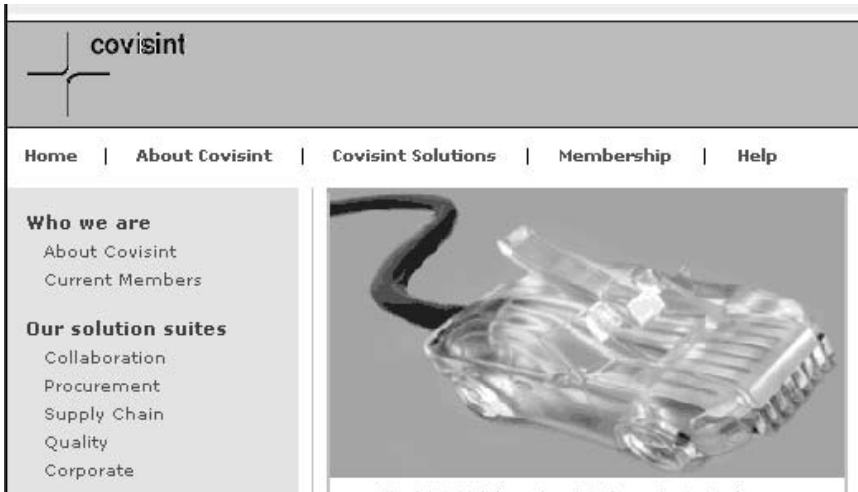 covisint
Home | About Covisint | Covisint Solutions | Membership | Help
Who we are
About Covisint
Current Members
Our solution suites
Collaboration
Procurement
Supply Chain
Quality
Corporate